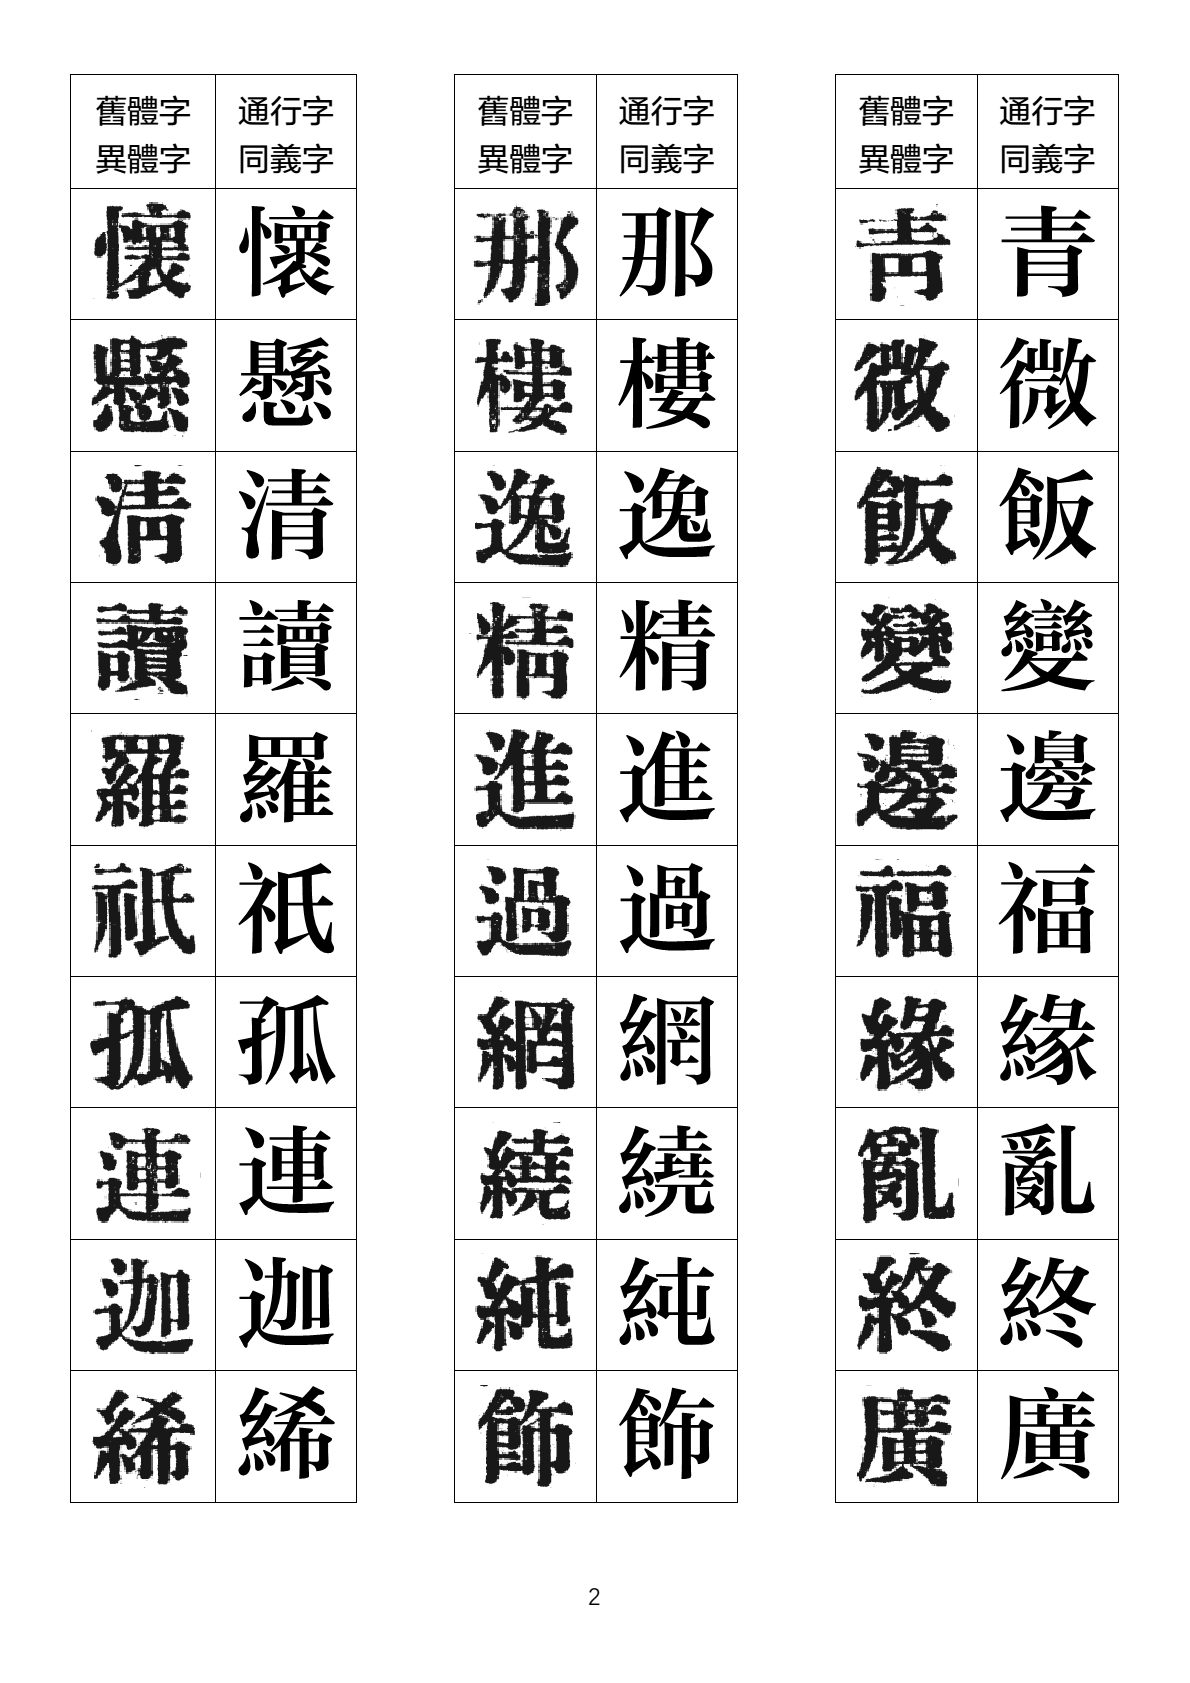 舊體字 通行字
異體字 同義字
懷 懷
懸 懸
淸 清
讀 讀
羅 羅
祇 祇
孤 孤
連 連
迦 迦
絺 絺
舊體字 通行字
異體字 同義字
那 那
樓 樓
逸 逸
精 精
進 進
過 過
網 網
繞 繞
純 純
飾 飾
舊體字 通行字
異體字 同義字
靑 青
微 微
飯 飯
變 變
邊 邊
福 福
緣 緣
亂 亂
終 終
廣 廣
2